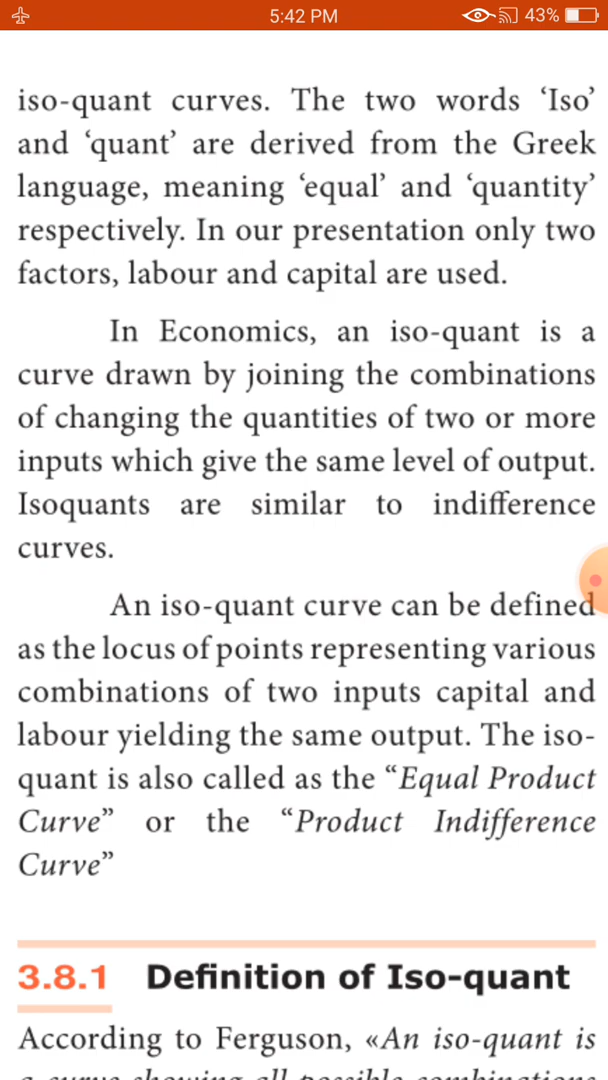 5:42 PM
43%
iso-quant curves. The two words ‘Iso’
and ‘quant’ are derived from the Greek
language, meaning ‘equal’ and ‘quantity’
respectively. In our presentation only two
factors, labour and capital are used.
In Economics, an iso-quant is a
curve drawn by joining the combinations
of changing the quantities of two or more
inputs which give the same level of output.
Isoquants are similar to indifference
curves.
An iso-quant curve can be defined
as the locus of points representing various
combinations of two inputs capital and
labour yielding the same output. The iso-
quant is also called as the “Equal Product
Curve” or the “Product Indifference
Curve”
3.8.1 Definition of Iso-quant
According to Ferguson, «An iso-quant is
a curve showing all possible combinations